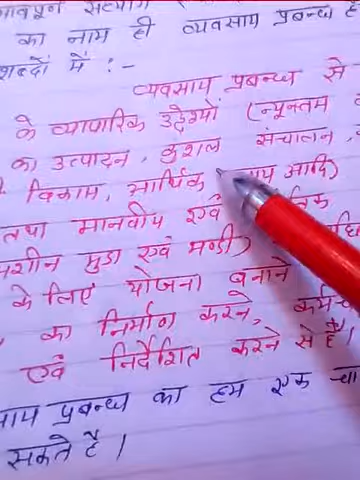 का नाम ही व्यवसाय प्रबन्ध है
शब्दों में :-
व्यवसाय प्रबन्ध से
के व्यापारिक उद्देश्यों (न्यूनतम
का उत्पादन, कुशल संचालन,
विकास, आर्थिक आदि)
तथा मानवीय एवं
मशीन मुद्रा एवं मण्डी)
के लिए योजना बनाने
का निर्माण करने,
एवं निर्देशित करने से है।
प्रबन्ध का हम एक
सकते है।